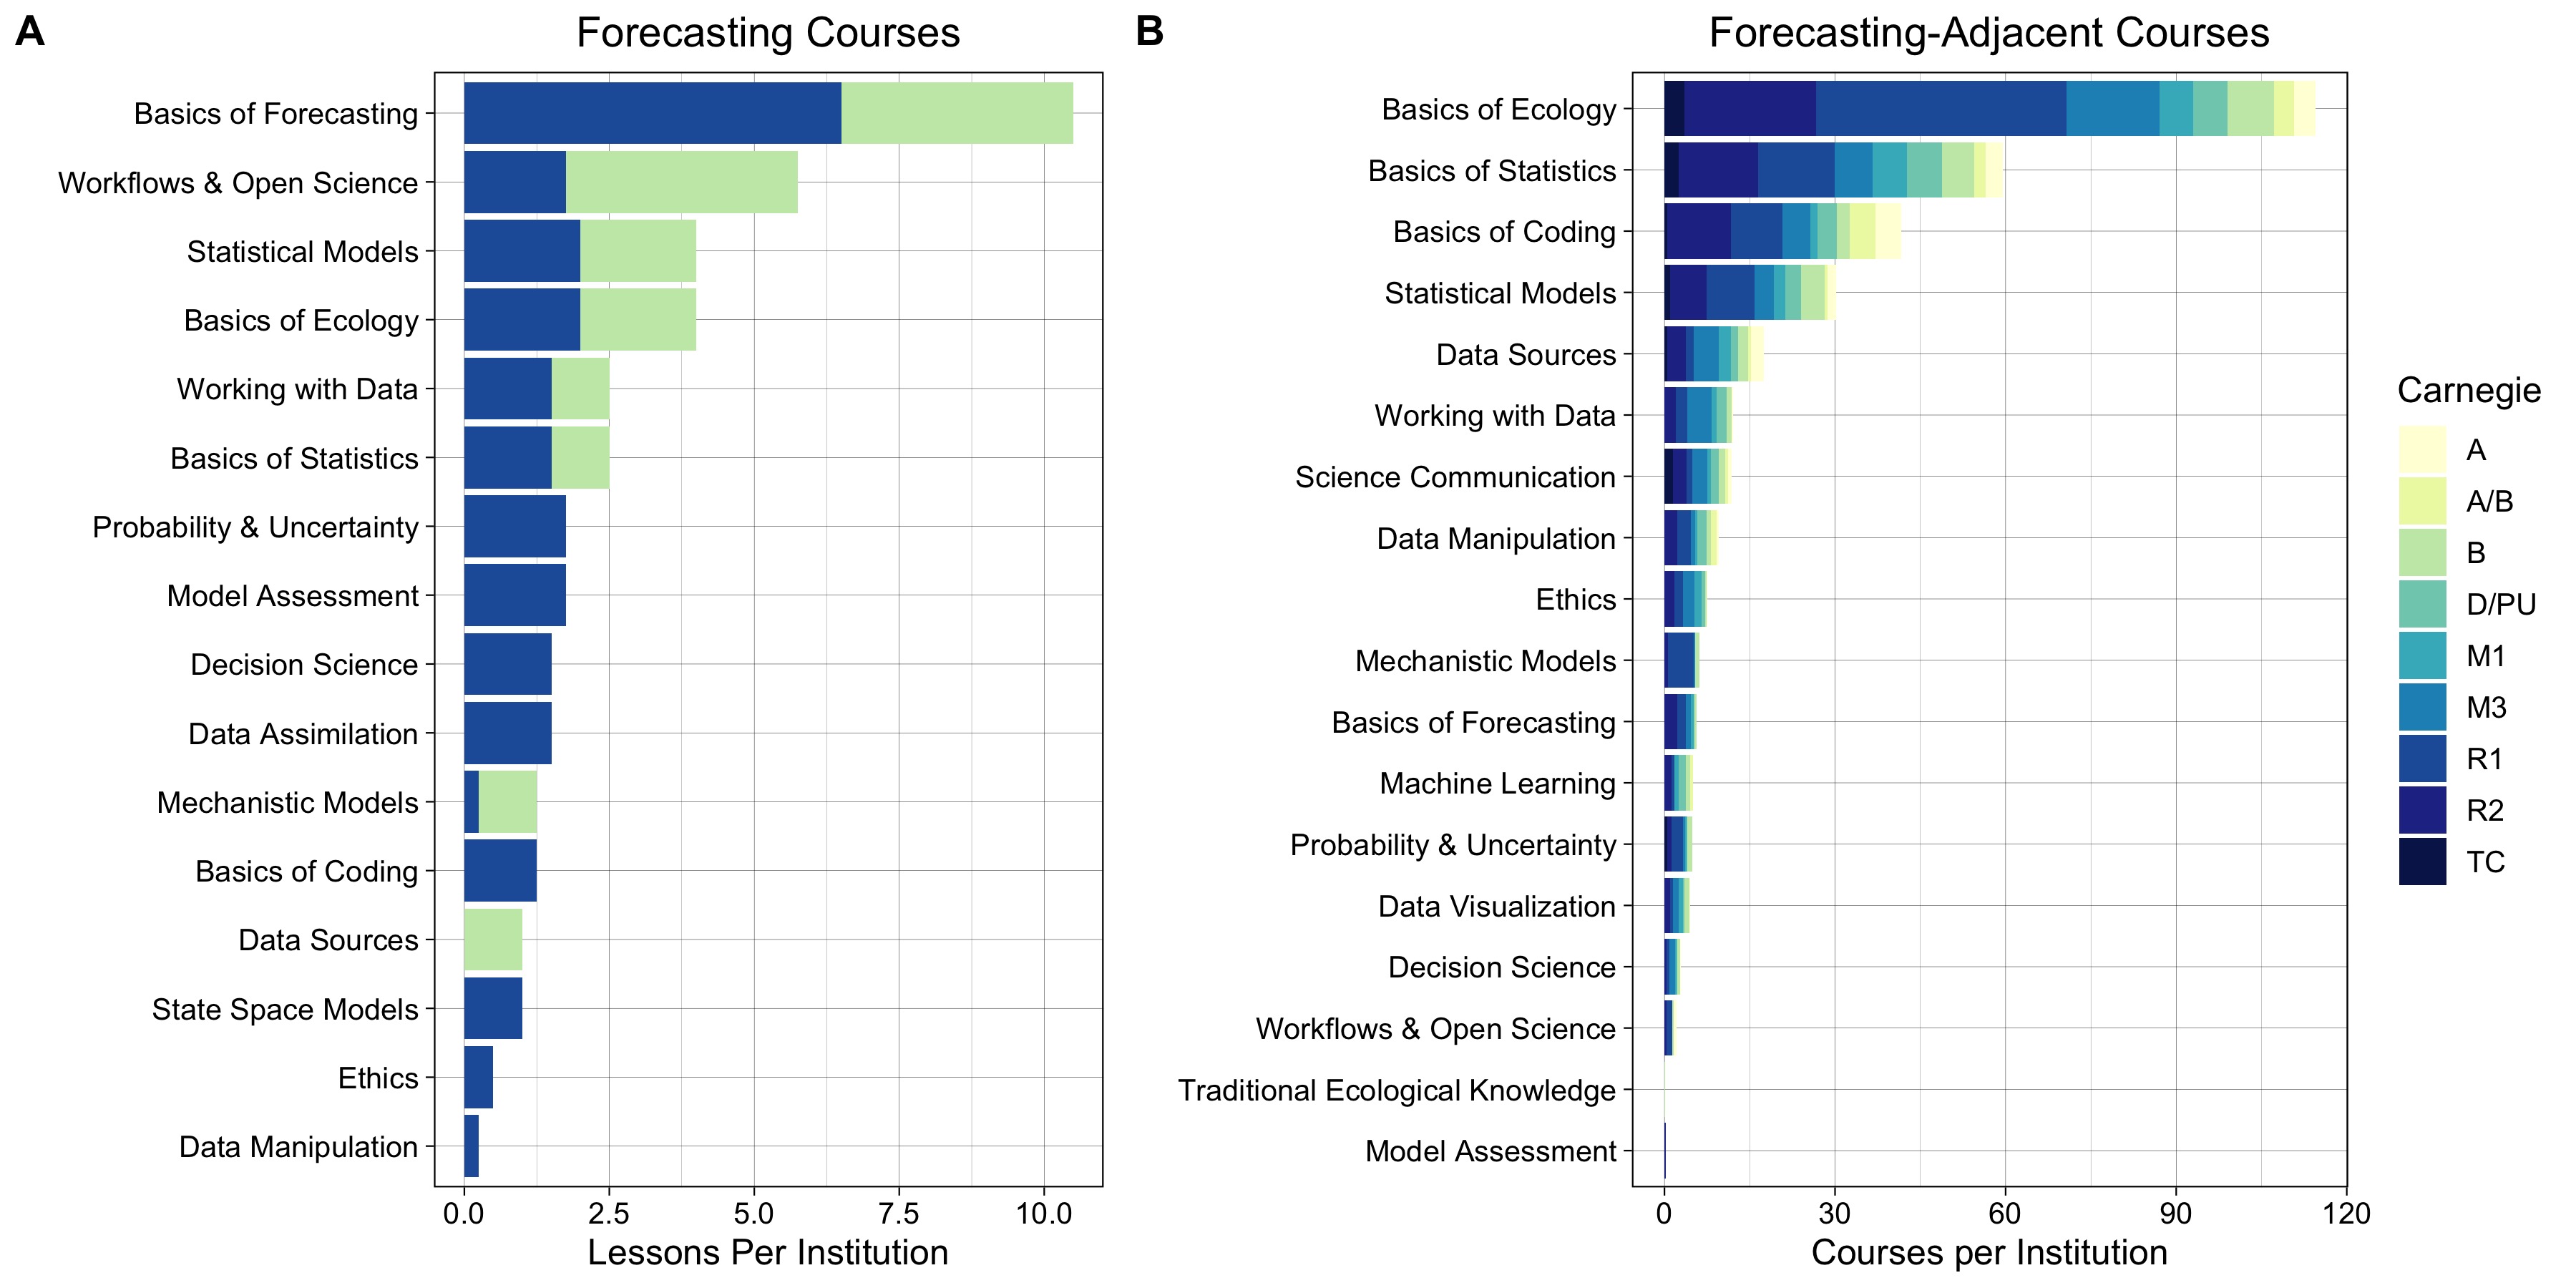 A
Forecasting Courses
Basics of Forecasting
Workflows & Open Science
Statistical Models
Basics of Ecology
Working with Data
Basics of Statistics
Probability & Uncertainty
Model Assessment
Decision Science
Data Assimilation
Mechanistic Models
Basics of Coding
Data Sources
State Space Models
Ethics
Data Manipulation
0.0 2.5 5.0 7.5 10.0
Lessons Per Institution
B
Forecasting-Adjacent Courses
Basics of Ecology
Basics of Statistics
Basics of Coding
Statistical Models
Data Sources
Working with Data
Science Communication
Data Manipulation
Ethics
Mechanistic Models
Basics of Forecasting
Machine Learning
Probability & Uncertainty
Data Visualization
Decision Science
Workflows & Open Science
Traditional Ecological Knowledge
Model Assessment
0 30 60 90 120
Courses per Institution
Carnegie
A
A/B
B
D/PU
M1
M3
R1
R2
TC